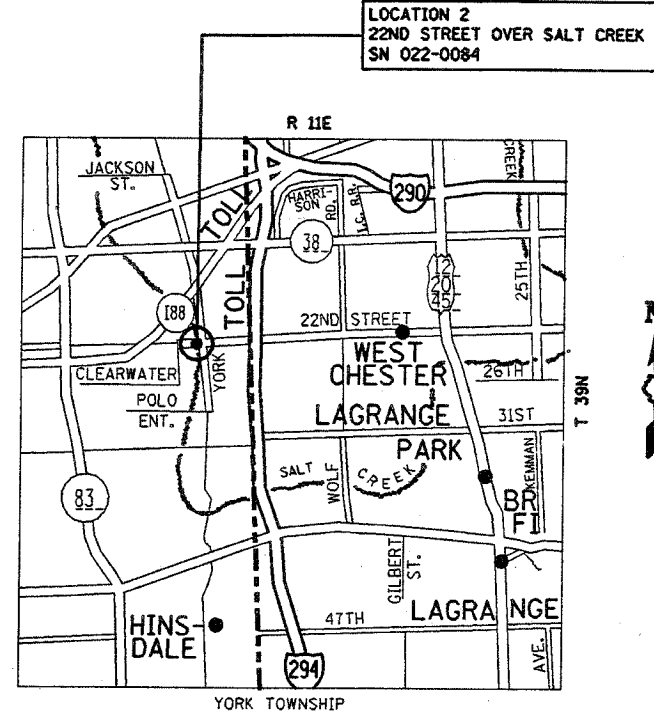 LOCATION 2
22ND STREET OVER SALT CREEK
SN 022-0084
R 11E
JACKSON
ST.
TOLL
TOLL
HARRI-
SON
RD.
I.C. R.R.
290
CREEK
38
12
20
45
25TH
188
22ND STREET
WEST
CHESTER
CLEARWATER
YORK
26TH
POLO
ENT.
LAGRANGE
PARK
31ST
T 39N
SALT
CREEK
WOLF
KEMMAN
83
BR
FI
GILBERT
ST.
HINS-
DALE
47TH
LAGRANGE
AVE.
294
YORK TOWNSHIP